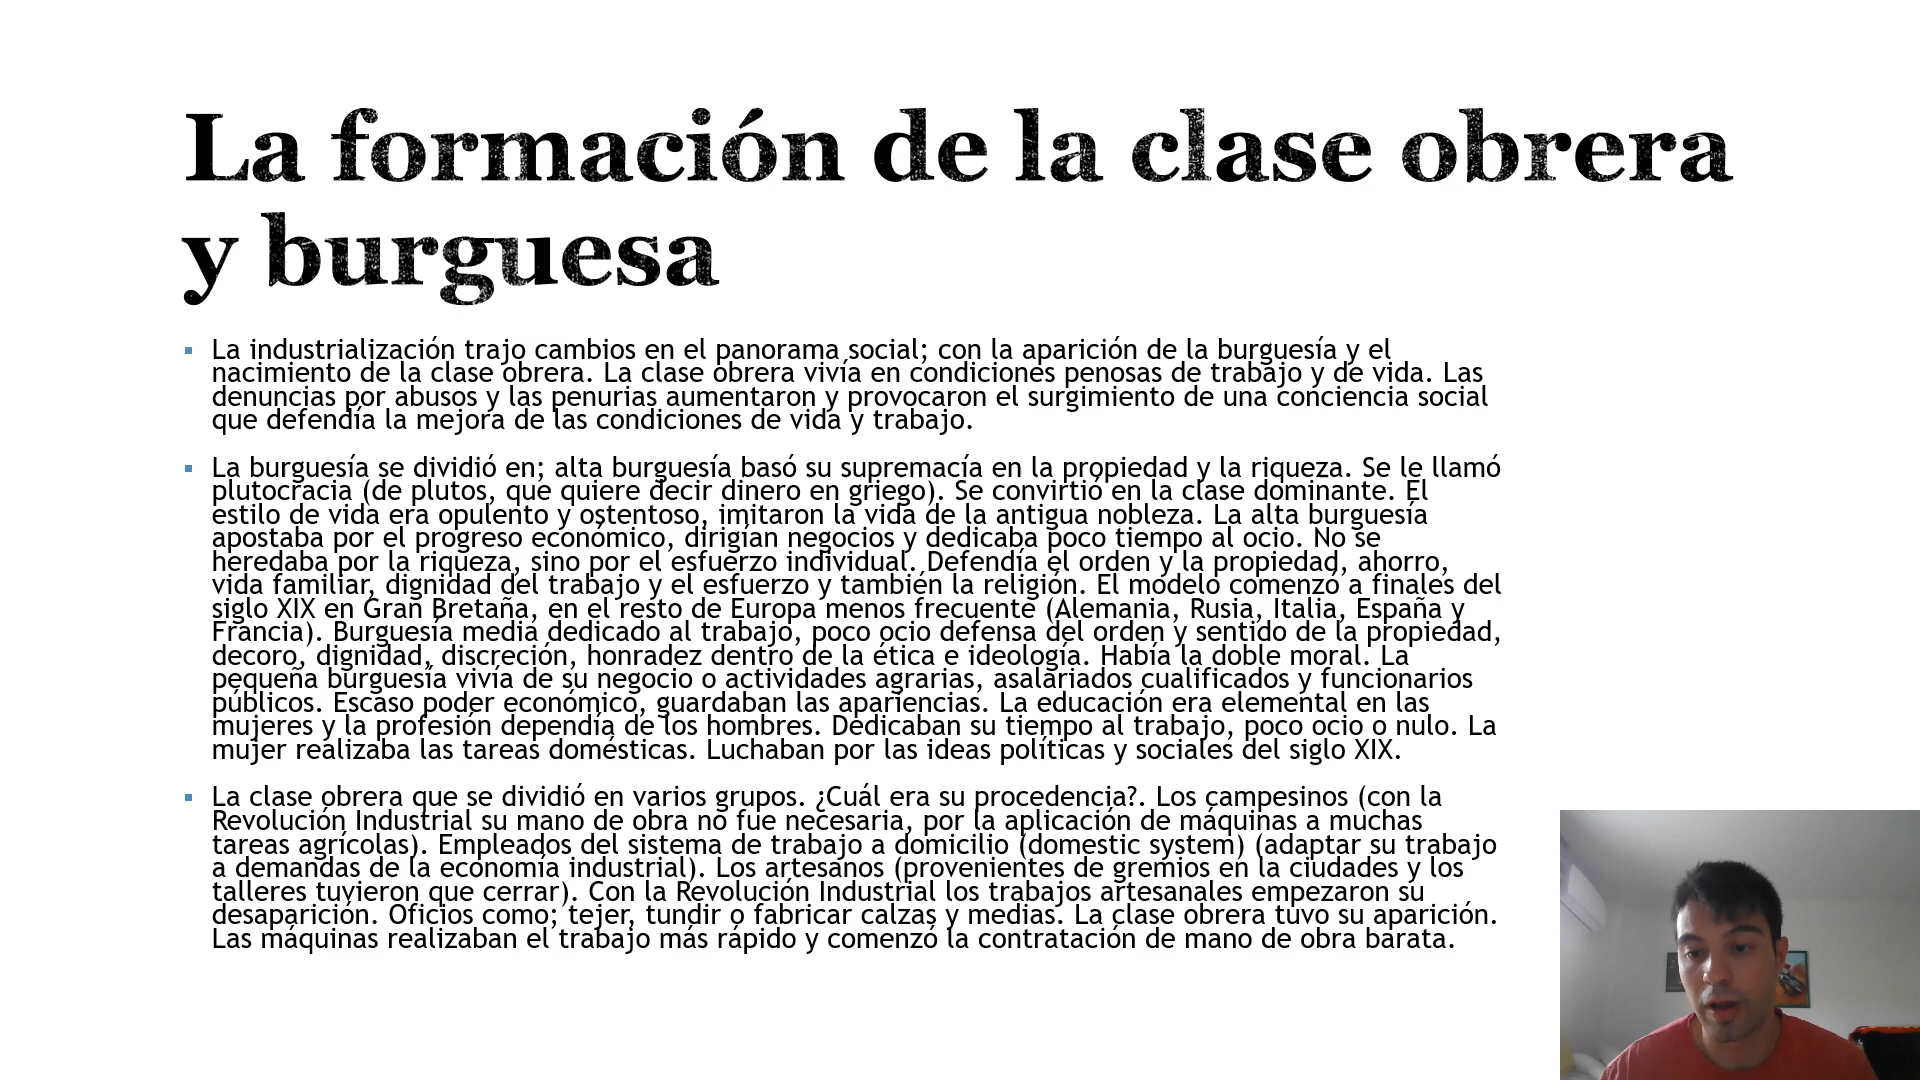 La formación de la clase obrera
y burguesa
La industrialización trajo cambios en el panorama social; con la aparición de la burguesía y el
nacimiento de la clase obrera. La clase obrera vivía en condiciones penosas de trabajo y de vida. Las
denuncias por abusos y las penurias aumentaron y provocaron el surgimiento de una conciencia social
que defendía la mejora de las condiciones de vida y trabajo.
La burguesía se dividió en; alta burguesía basó su supremacía en la propiedad y la riqueza. Se le llamó
plutocracia (de plutos, que quiere decir dinero en griego). Se convirtió en la clase dominante. El
estilo de vida era opulento y ostentoso, imitaron la vida de la antigua nobleza. La alta burguesía
apostaba por el progreso económico, dirigían negocios y dedicaba poco tiempo al ocio. No se
heredaba por la riqueza, sino por el esfuerzo individual. Defendía el orden y la propiedad, ahorro,
vida familiar, dignidad del trabajo y el esfuerzo y también la religión. El modelo comenzó a finales del
siglo XIX en Gran Bretaña, en el resto de Europa menos frecuente (Alemania, Rusia, Italia, España y
Francia). Burguesía media dedicado al trabajo, poco ocio defensa del orden y sentido de la propiedad,
decoro, dignidad, discreción, honradez dentro de la ética e ideología. Había la doble moral. La
pequeña burguesía vivía de su negocio o actividades agrarias, asalariados cualificados y funcionarios
públicos. Escaso poder económico, guardaban las apariencias. La educación era elemental en las
mujeres y la profesión dependía de los hombres. Dedicaban su tiempo al trabajo, poco ocio o nulo. La
mujer realizaba las tareas domésticas. Luchaban por las ideas políticas y sociales del siglo XIX.
La clase obrera que se dividió en varios grupos. ¿Cuál era su procedencia?. Los campesinos (con la
Revolución Industrial su mano de obra no fue necesaria, por la aplicación de máquinas a muchas
tareas agrícolas). Empleados del sistema de trabajo a domicilio (domestic system) (adaptar su trabajo
a demandas de la economía industrial). Los artesanos (provenientes de gremios en la ciudades y los
talleres tuvieron que cerrar). Con la Revolución Industrial los trabajos artesanales empezaron su
desaparición. Oficios como; tejer, tundir o fabricar calzas y medias. La clase obrera tuvo su aparición.
Las máquinas realizaban el trabajo más rápido y comenzó la contratación de mano de obra barata.